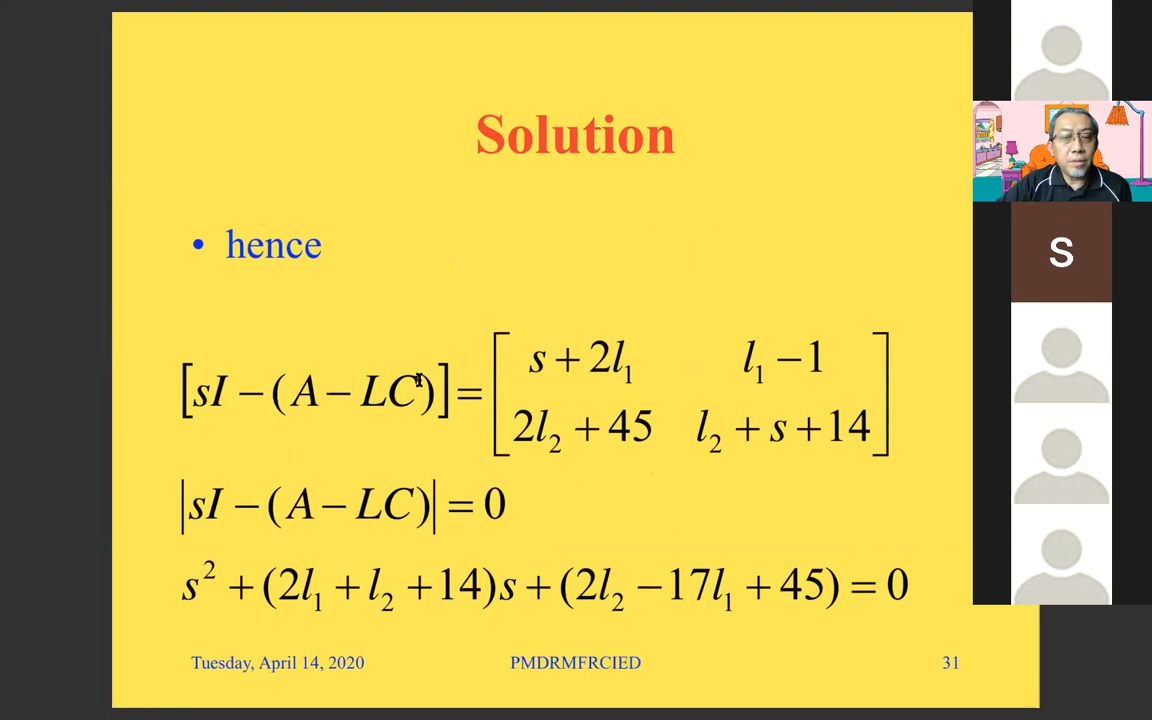 Solution
• hence
[sI − (A − LC)] = [s + 2l₁ l₁ − 1
2l₂ + 45 l₂ + s + 14]
|sI − (A − LC)| = 0
s² + (2l₁ + l₂ + 14)s + (2l₂ − 17l₁ + 45) = 0
Tuesday, April 14, 2020 PMDRMFRCIED 31
S